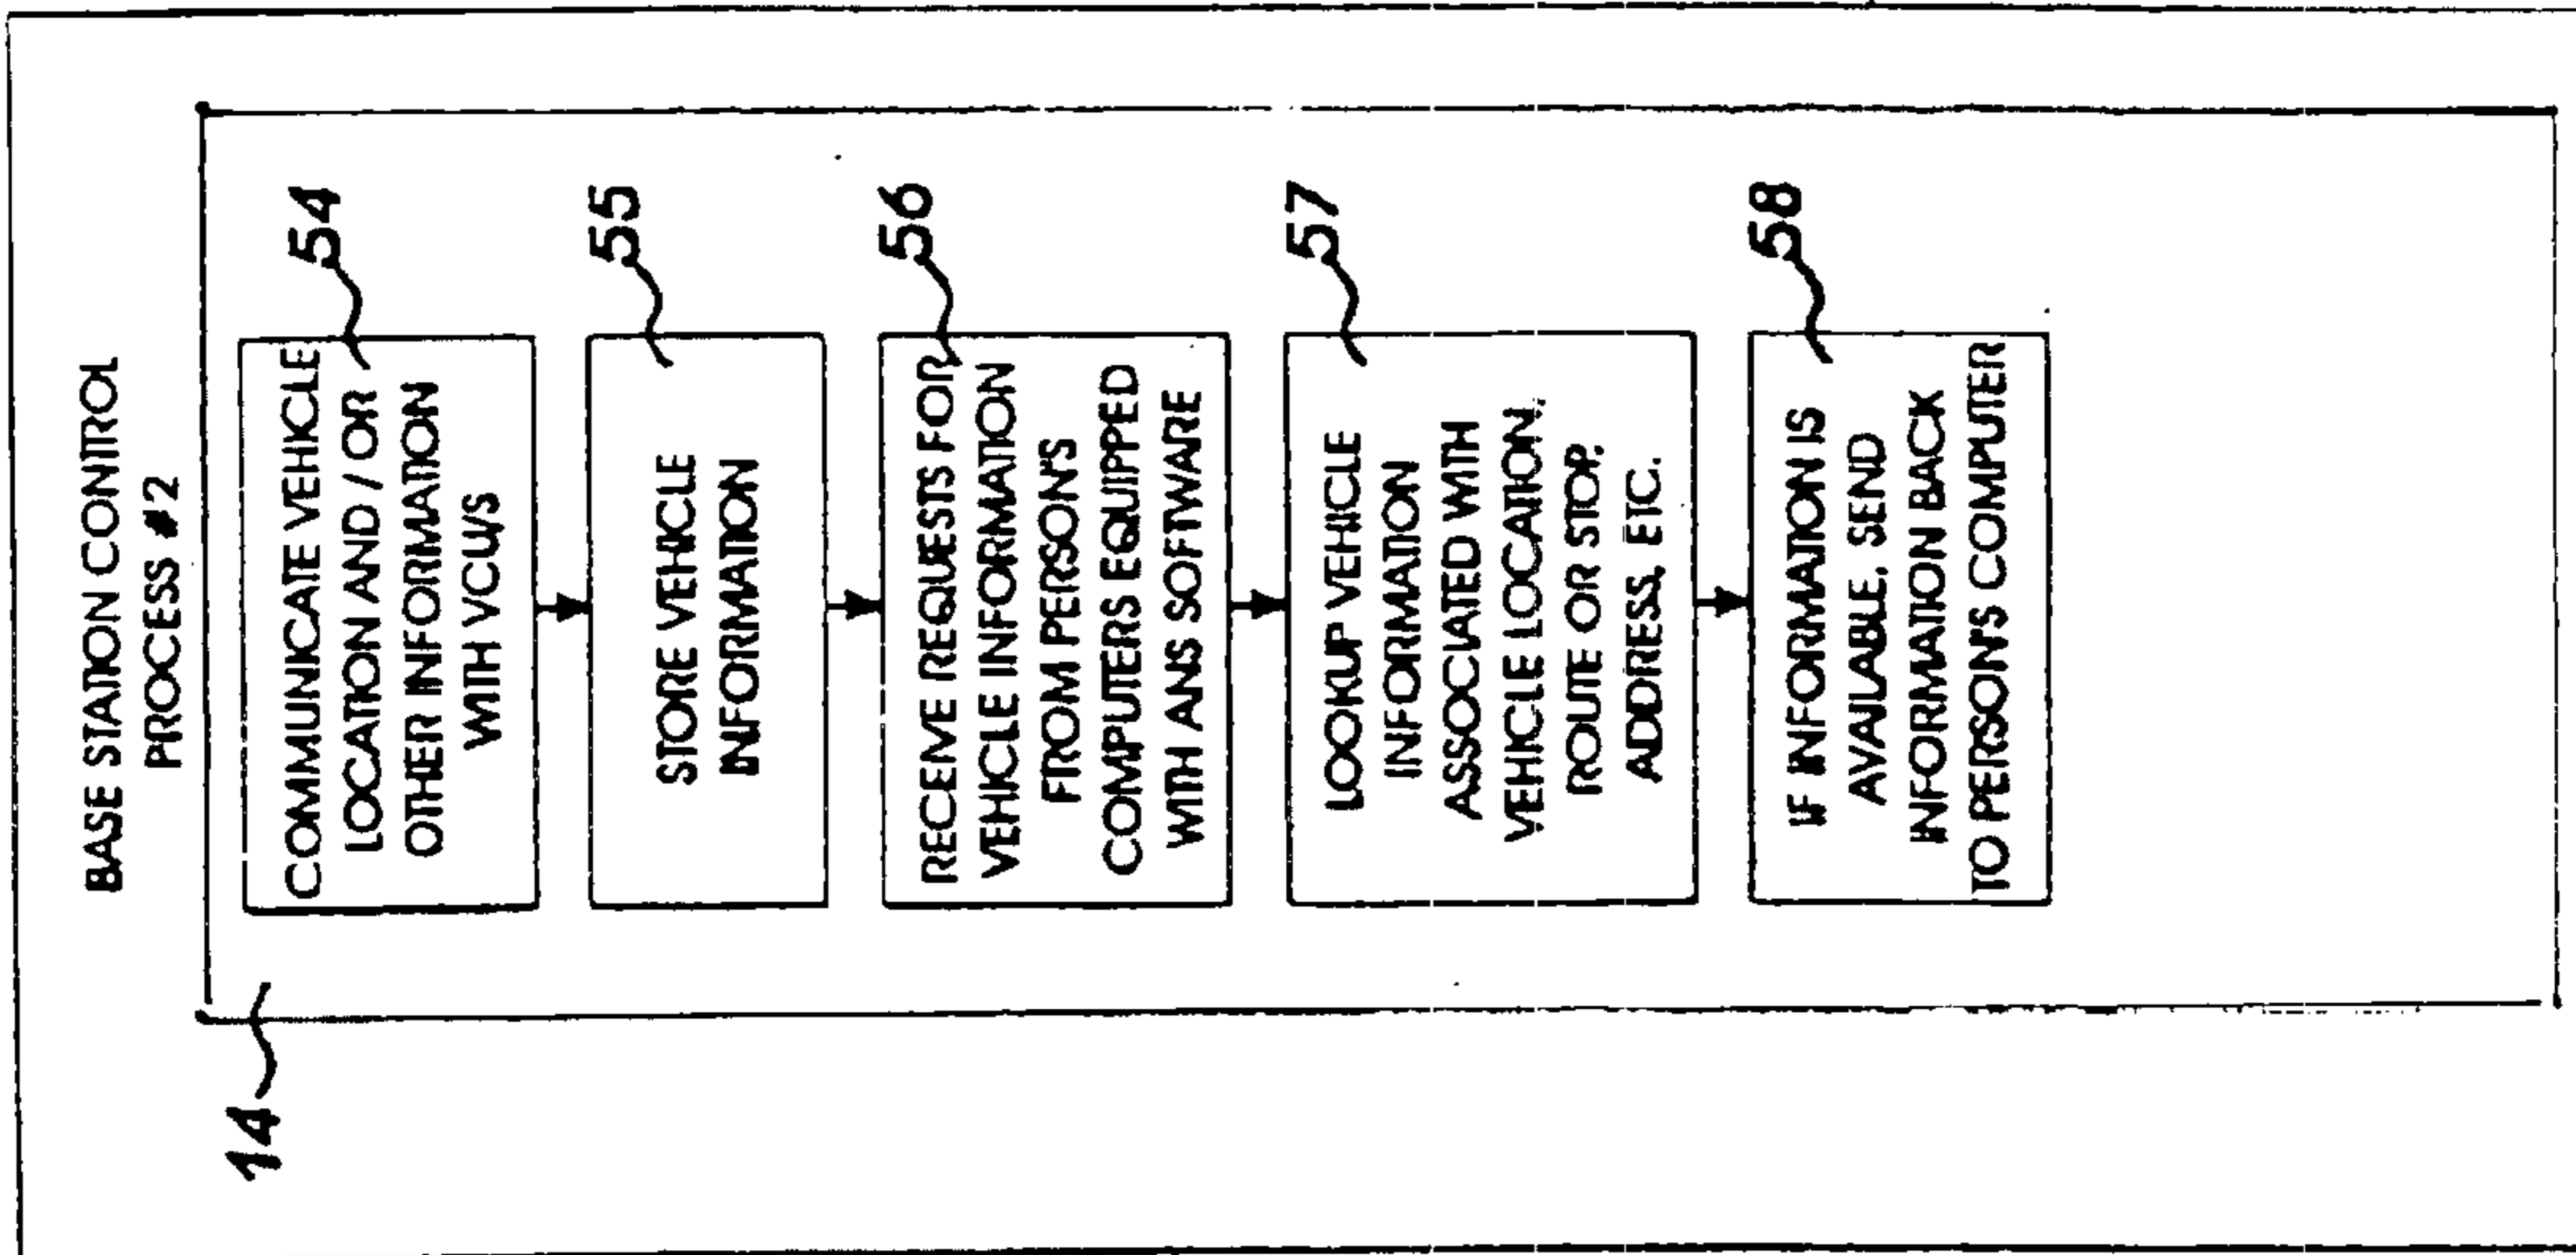 BASE STATION CONTROL
PROCESS #2
14
54
COMMUNICATE VEHICLE
LOCATION AND / OR
OTHER INFORMATION
WITH VCU/S
55
STORE VEHICLE
INFORMATION
56
RECEIVE REQUESTS FOR
VEHICLE INFORMATION
FROM PERSON'S
COMPUTERS EQUIPPED
WITH ANS SOFTWARE
57
LOOKUP VEHICLE
INFORMATION
ASSOCIATED WITH
VEHICLE LOCATION,
ROUTE OR STOP,
ADDRESS, ETC.
58
IF INFORMATION IS
AVAILABLE, SEND
INFORMATION BACK
TO PERSON'S COMPUTER